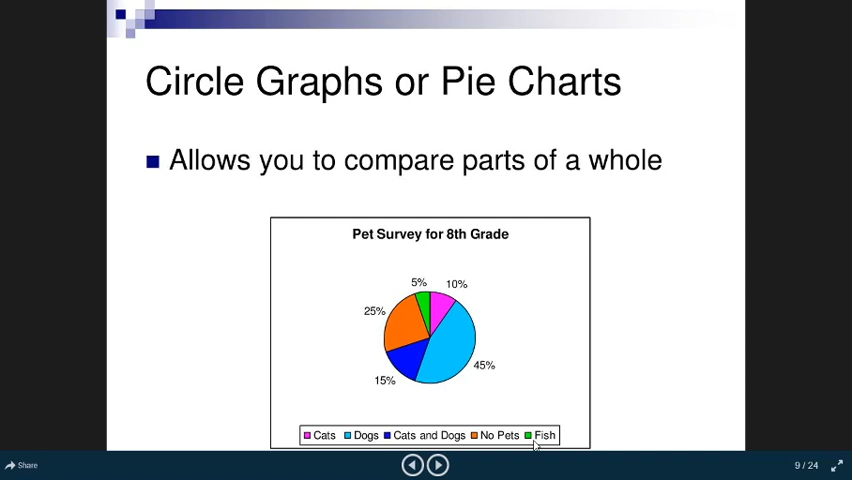 Circle Graphs or Pie Charts
Allows you to compare parts of a whole
Pet Survey for 8th Grade
5%
10%
25%
45%
15%
Cats Dogs Cats and Dogs No Pets Fish
Share
9 / 24